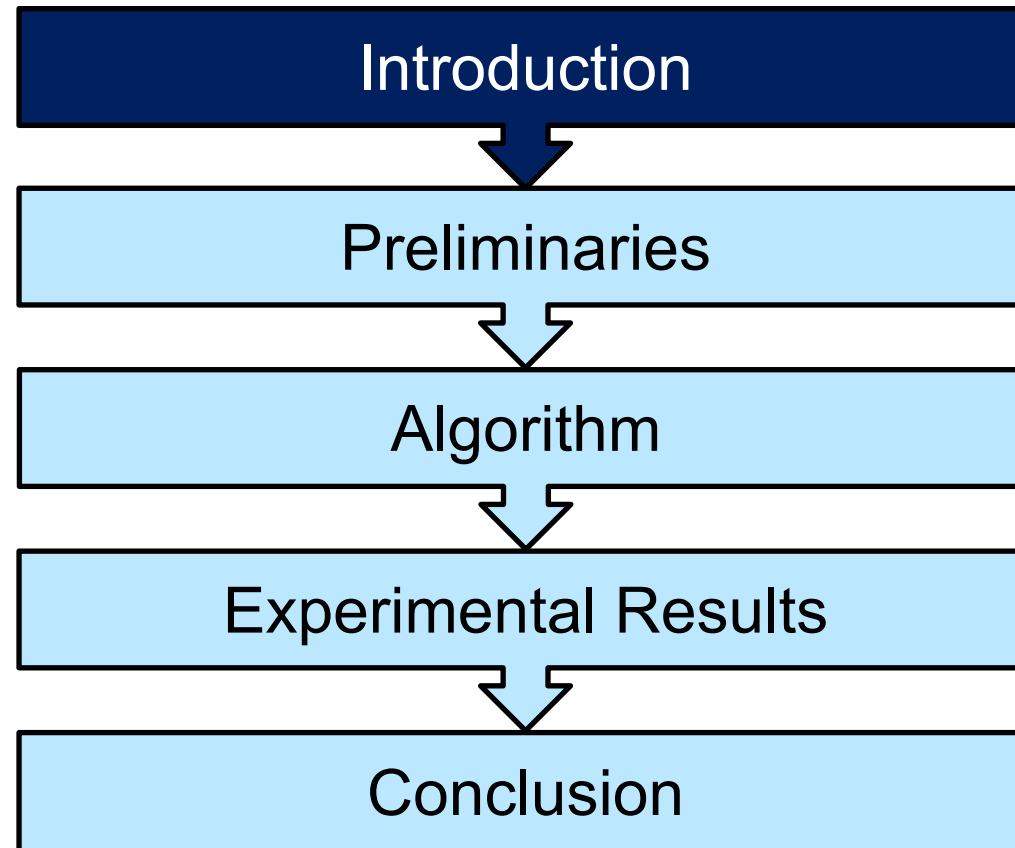 Introduction
Preliminaries
Algorithm
Experimental Results
Conclusion